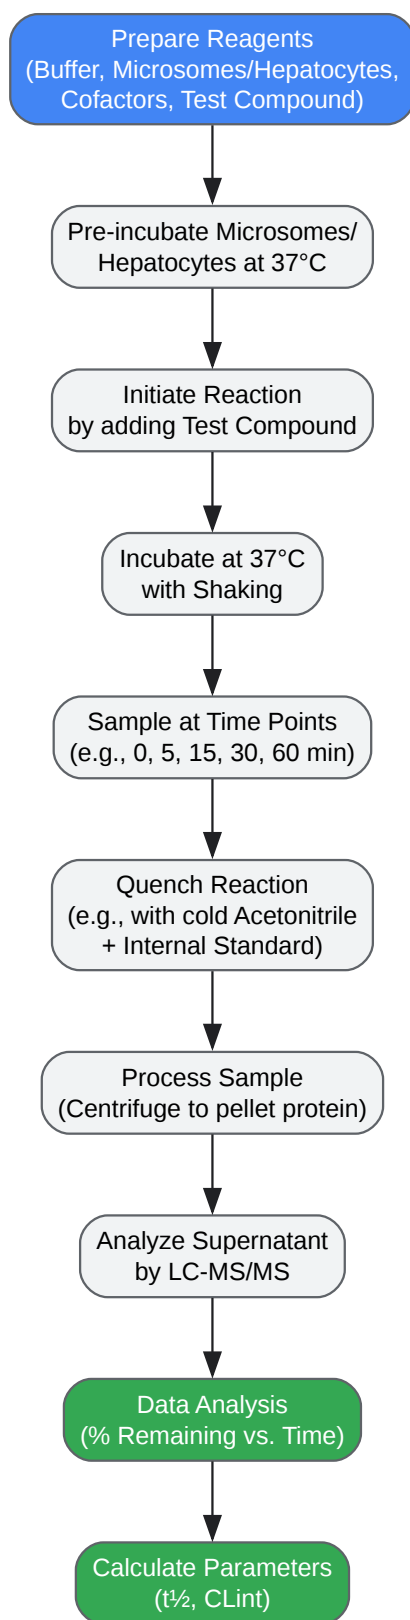 Prepare Reagents
(Buffer, Microsomes/Hepatocytes,
Cofactors, Test Compound)
Pre-incubate Microsomes/
Hepatocytes at 37°C
Initiate Reaction
by adding Test Compound
Incubate at 37°C
with Shaking
Sample at Time Points
(e.g., 0, 5, 15, 30, 60 min)
Quench Reaction
(e.g., with cold Acetonitrile
+ Internal Standard)
Process Sample
(Centrifuge to pellet protein)
Analyze Supernatant
by LC-MS/MS
Data Analysis
(% Remaining vs. Time)
Calculate Parameters
(t½, CLint)